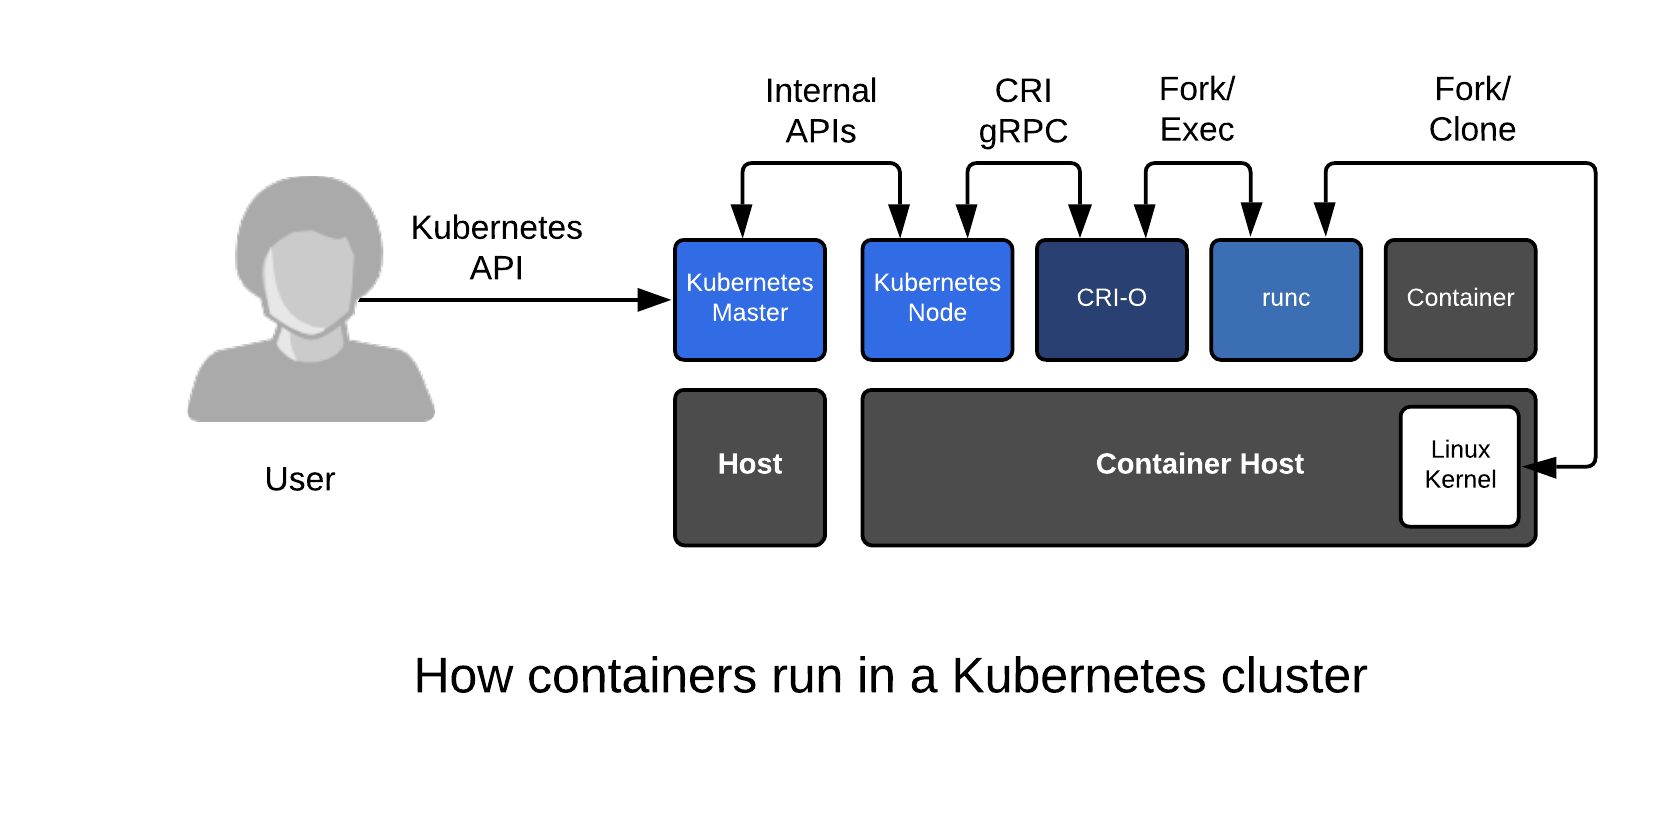 Internal
APIs
CRI
gRPC
Fork/
Exec
Fork/
Clone
Kubernetes
API
Kubernetes
Master
Kubernetes
Node
CRI-O
runc
Container
User
Host
Container Host
Linux
Kernel
How containers run in a Kubernetes cluster